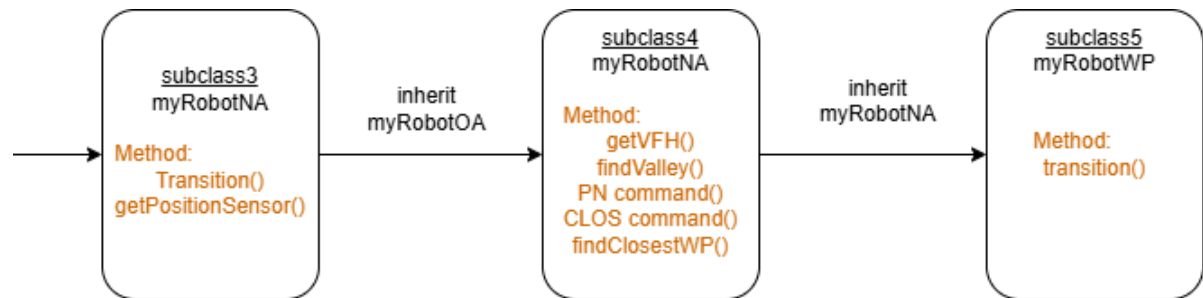 subclass3
myRobotNA
Method:
Transition()
getPositionSensor()
inherit
myRobotOA
subclass4
myRobotNA
Method:
getVFH()
findValley()
PN command()
CLOS command()
findClosestWP()
inherit
myRobotNA
subclass5
myRobotWP
Method:
transition()